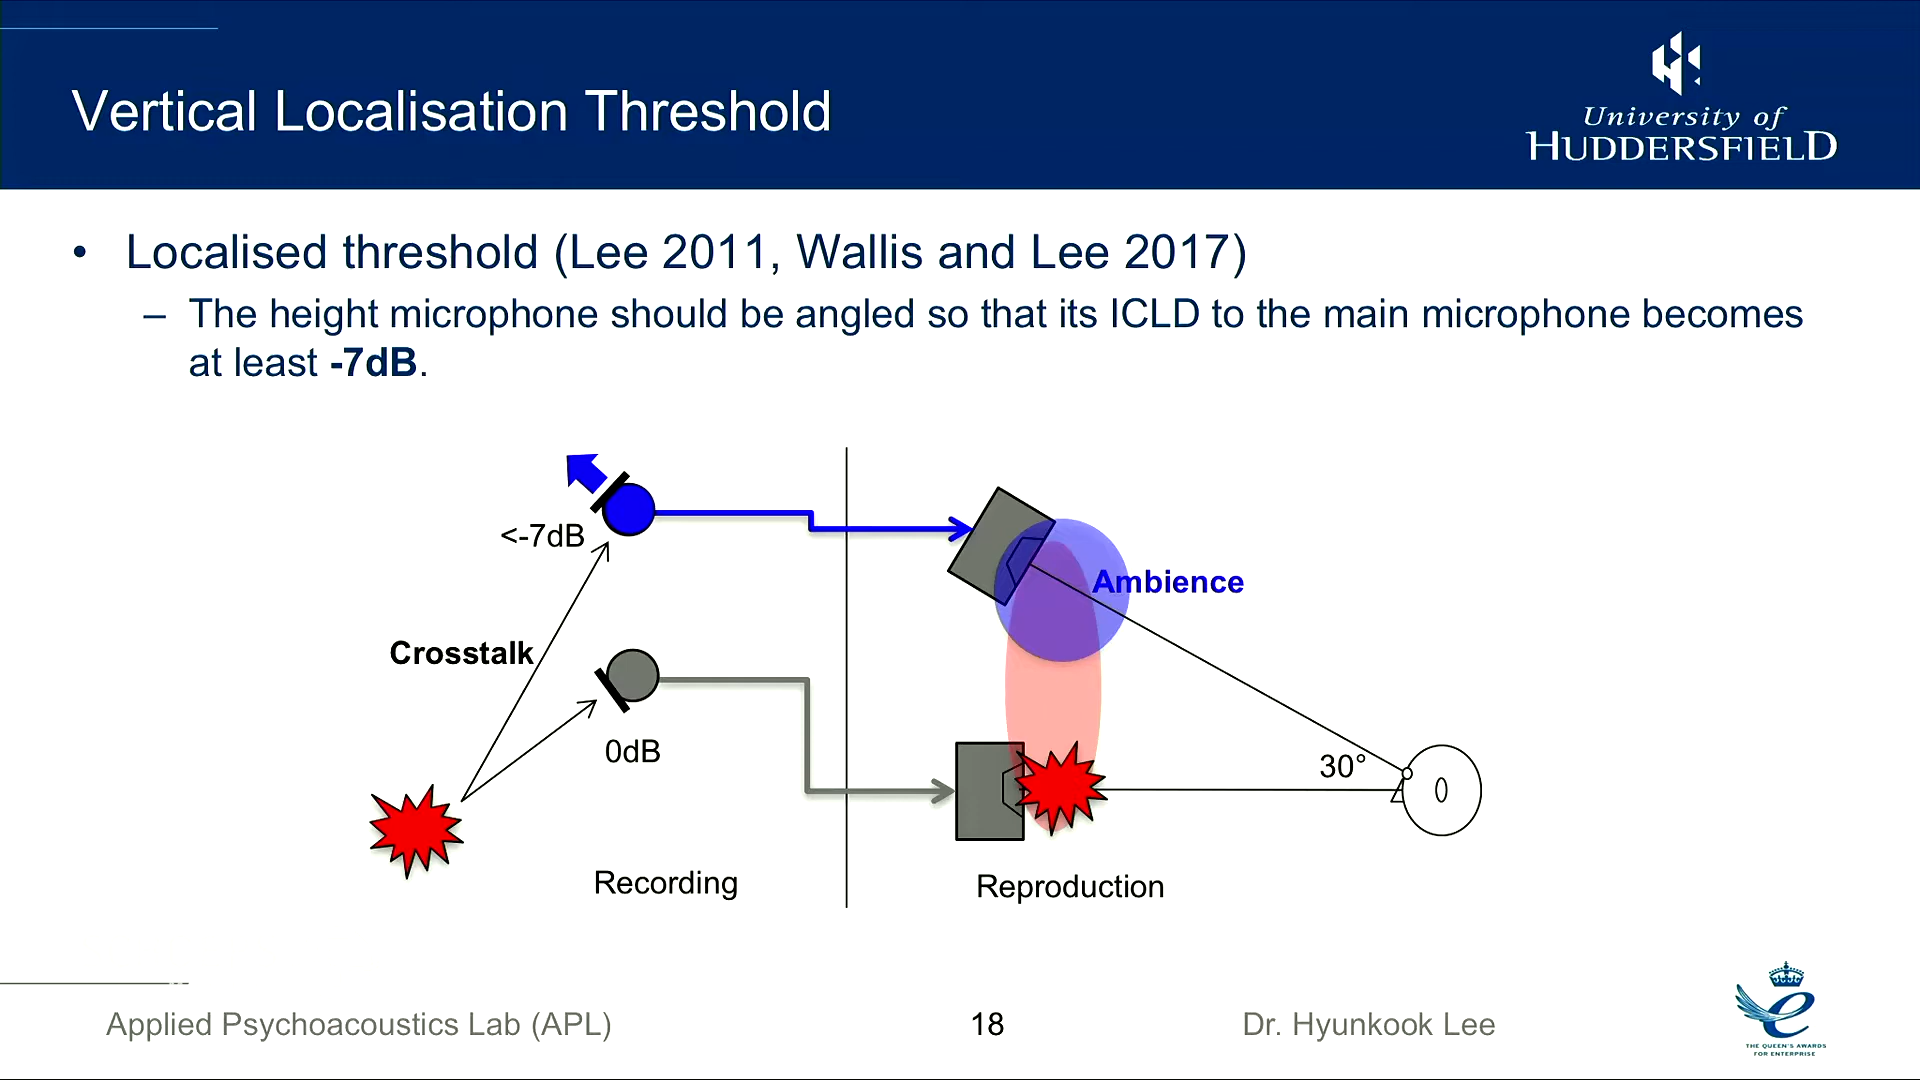 Vertical Localisation Threshold
University of
HUDDERSFIELD
• Localised threshold (Lee 2011, Wallis and Lee 2017)
– The height microphone should be angled so that its ICLD to the main microphone becomes
at least -7dB.
<-7dB
Ambience
Crosstalk
0dB
30°
Recording
Reproduction
Applied Psychoacoustics Lab (APL)
18
Dr. Hyunkook Lee
THE QUEEN'S AWARDS
FOR ENTERPRISE